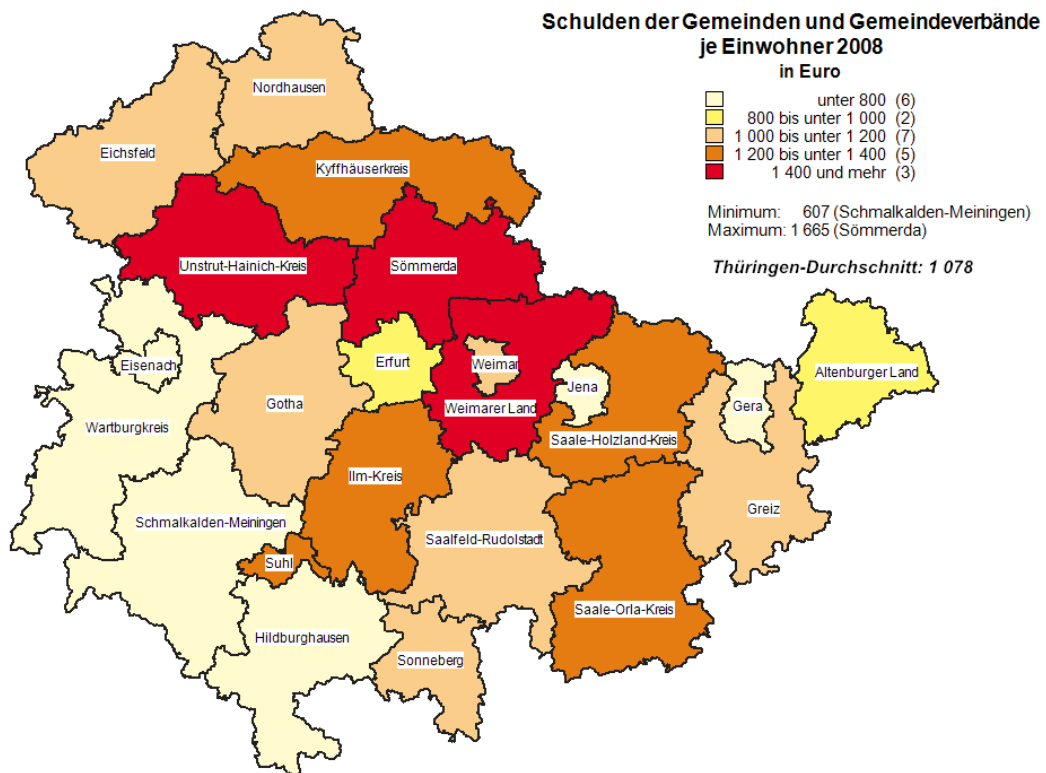 Schulden der Gemeinden und Gemeindeverbände
je Einwohner 2008
in Euro
unter 800 (6)
800 bis unter 1 000 (2)
1 000 bis unter 1 200 (7)
1 200 bis unter 1 400 (5)
1 400 und mehr (3)
Minimum: 607 (Schmalkalden-Meiningen)
Maximum: 1 665 (Sömmerda)
Thüringen-Durchschnitt: 1 078
Nordhausen
Eichsfeld
Kyffhäuserkreis
Unstrut-Hainich-Kreis
Sömmerda
Eisenach
Erfurt
Weimar
Jena
Altenburger Land
Gotha
Weimarer Land
Gera
Wartburgkreis
Saale-Holzland-Kreis
Ilm-Kreis
Greiz
Schmalkalden-Meiningen
Saalfeld-Rudolstadt
Suhl
Saale-Orla-Kreis
Hildburghausen
Sonneberg